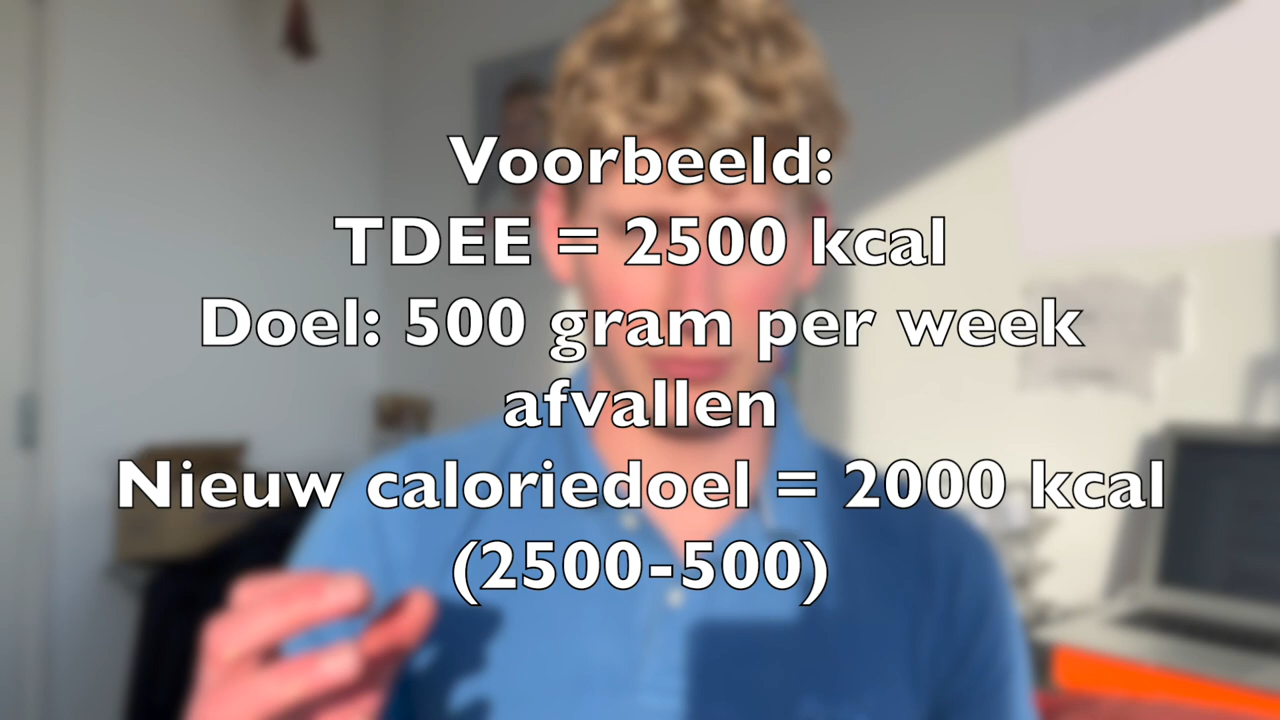 Voorbeeld:
TDEE = 2500 kcal
Doel: 500 gram per week
afvallen
Nieuw caloriedoel = 2000 kcal
(2500-500)